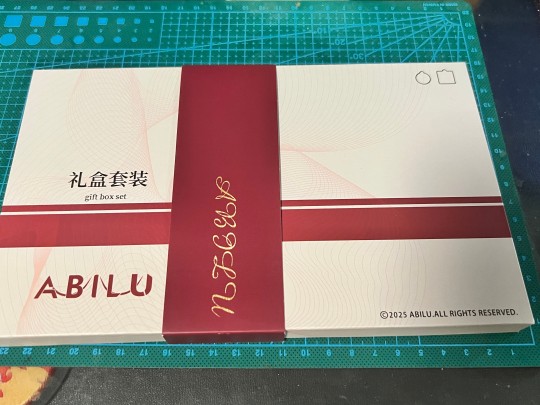 礼盒套装
gift box set
ABILU
©2025 ABILU.ALL RIGHTS RESERVED.